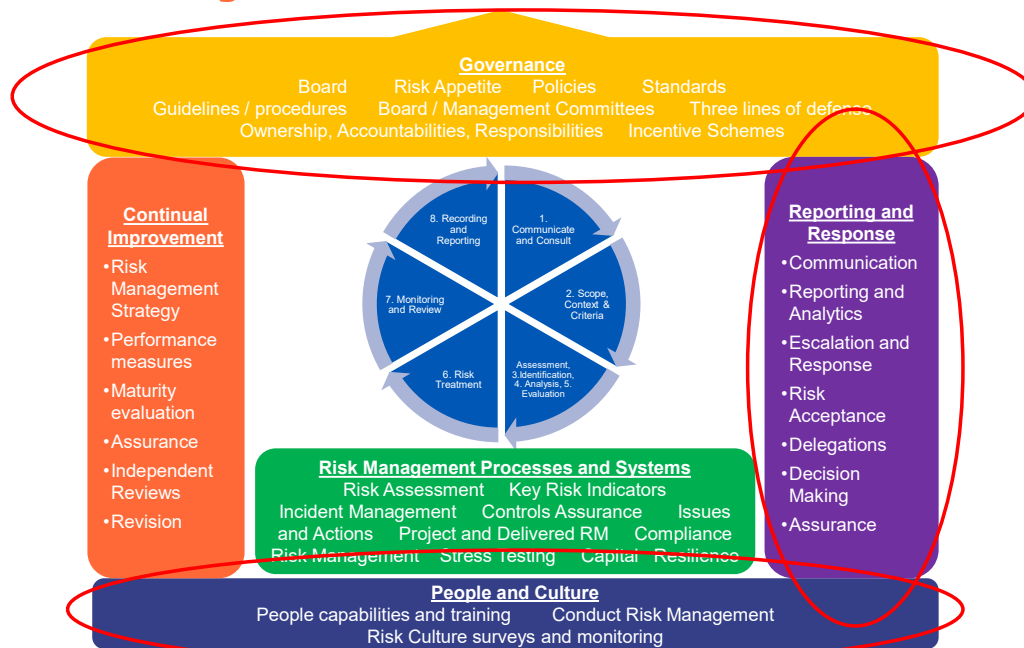 Governance
Board Risk Appetite Policies Standards
Guidelines / procedures Board / Management Committees Three lines of defense
Ownership, Accountabilities, Responsibilities Incentive Schemes
Continual
Improvement
•Risk
Management
Strategy
•Performance
measures
•Maturity
evaluation
•Assurance
•Independent
Reviews
•Revision
8. Recording
and
Reporting
1.
Communicate
and Consult
7. Monitoring
and Review
2. Scope,
Context &
Criteria
6. Risk
Treatment
Assessment,
3.Identification,
4. Analysis, 5.
Evaluation
Reporting and
Response
•Communication
•Reporting and
Analytics
•Escalation and
Response
•Risk
Acceptance
•Delegations
•Decision
Making
•Assurance
Risk Management Processes and Systems
Risk Assessment Key Risk Indicators
Incident Management Controls Assurance Issues
and Actions Project and Delivered RM Compliance
Risk Management Stress Testing Capital Resilience
People and Culture
People capabilities and training Conduct Risk Management
Risk Culture surveys and monitoring